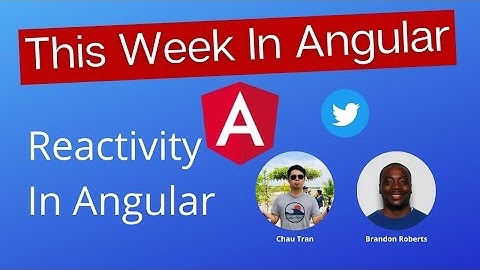 This Week In Angular
A
Reactivity
In Angular
Chau Tran
Brandon Roberts